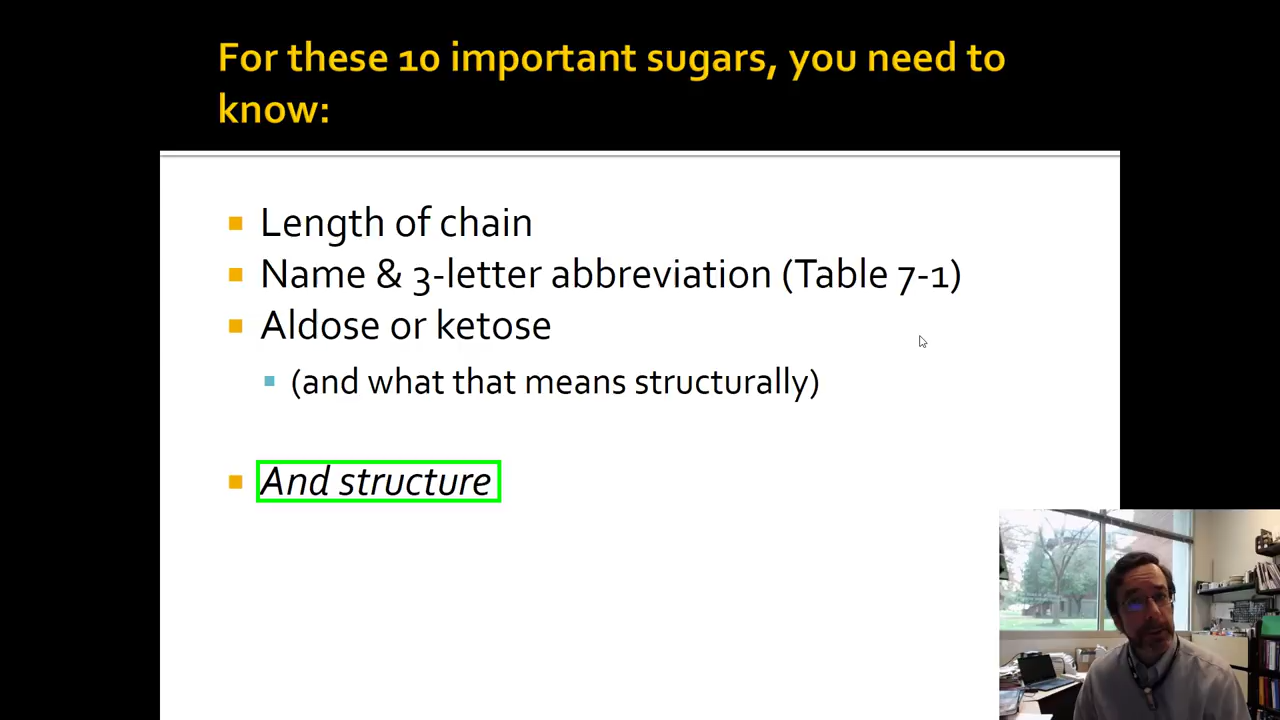 For these 10 important sugars, you need to
know:
Length of chain
Name & 3-letter abbreviation (Table 7-1)
Aldose or ketose
(and what that means structurally)
And structure